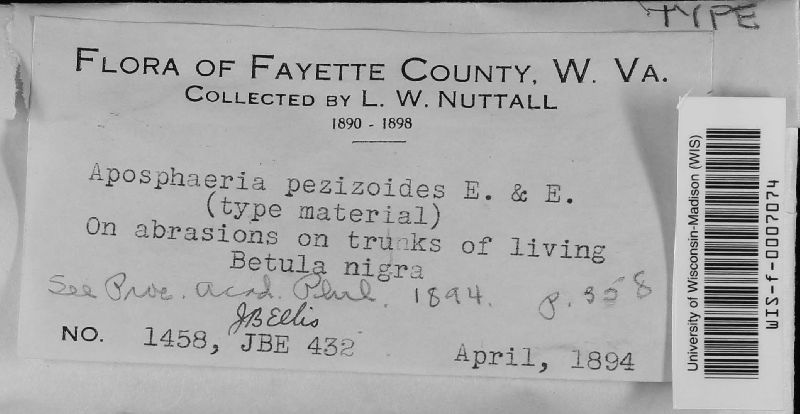 TYPE
FLORA OF FAYETTE COUNTY, W. VA.
COLLECTED BY L. W. NUTTALL
1890 - 1898
Aposphaeria pezizoides E. & E.
(type material)
On abrasions on trunks of living
Betula nigra
See Proc. Acad. Phil. 1894. p. 358
JBEllis
NO. 1458, JBE 432
April, 1894
University of Wisconsin-Madison (WIS)
WIS-f-0007074